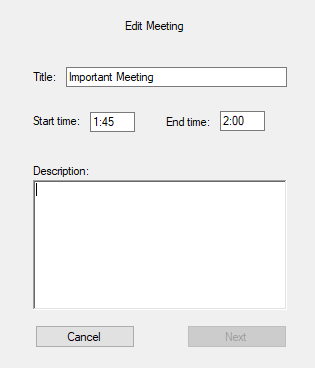 Edit Meeting
Title: Important Meeting
Start time: 1:45 End time: 2:00
Description:
Cancel Next